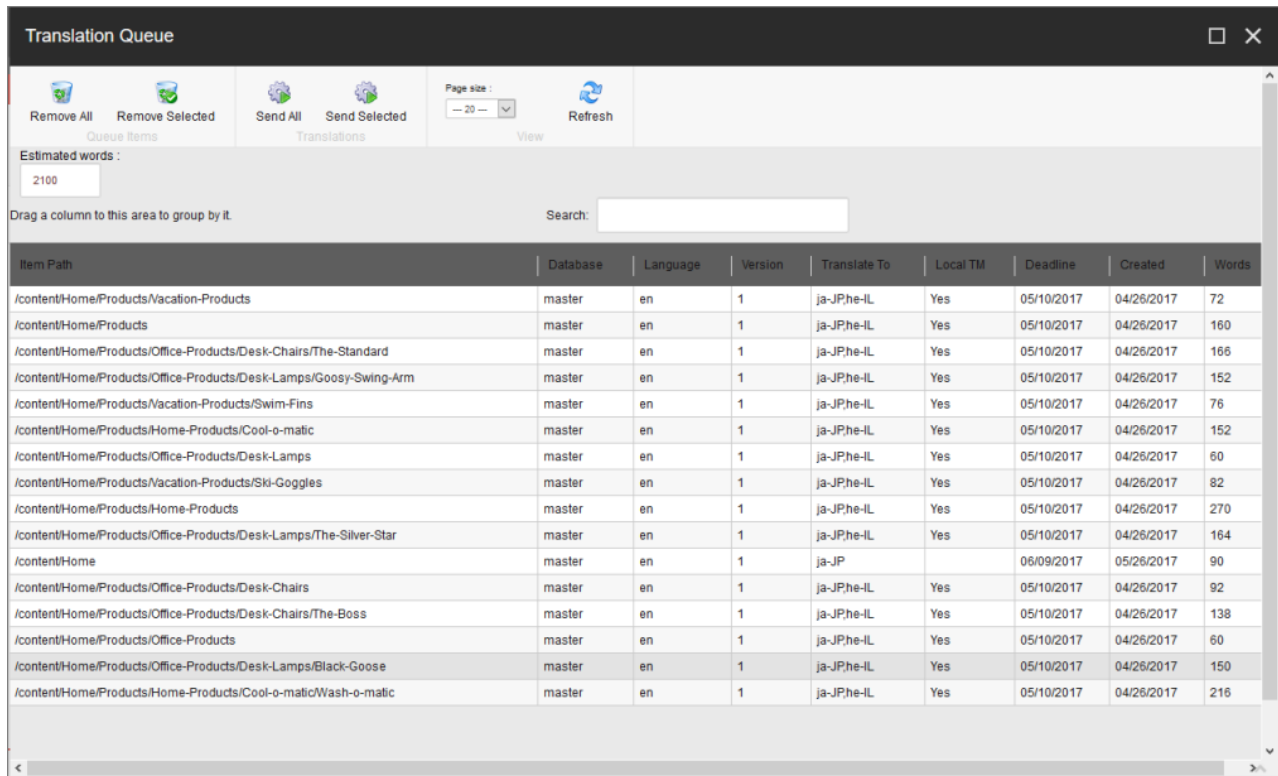 Translation Queue
Remove All Remove Selected Send All Send Selected Page size : — 20 — Refresh
Queue Items Translations View
Estimated words :
2100
Drag a column to this area to group by it. Search:
Item Path Database Language Version Translate To Local TM Deadline Created Words
/content/Home/Products/Vacation-Products master en 1 ja-JP,he-IL Yes 05/10/2017 04/26/2017 72
/content/Home/Products master en 1 ja-JP,he-IL Yes 05/10/2017 04/26/2017 160
/content/Home/Products/Office-Products/Desk-Chairs/The-Standard master en 1 ja-JP,he-IL Yes 05/10/2017 04/26/2017 166
/content/Home/Products/Office-Products/Desk-Lamps/Goosy-Swing-Arm master en 1 ja-JP,he-IL Yes 05/10/2017 04/26/2017 152
/content/Home/Products/Vacation-Products/Swim-Fins master en 1 ja-JP,he-IL Yes 05/10/2017 04/26/2017 76
/content/Home/Products/Home-Products/Cool-o-matic master en 1 ja-JP,he-IL Yes 05/10/2017 04/26/2017 152
/content/Home/Products/Office-Products/Desk-Lamps master en 1 ja-JP,he-IL Yes 05/10/2017 04/26/2017 60
/content/Home/Products/Vacation-Products/Ski-Goggles master en 1 ja-JP,he-IL Yes 05/10/2017 04/26/2017 82
/content/Home/Products/Home-Products master en 1 ja-JP,he-IL Yes 05/10/2017 04/26/2017 270
/content/Home/Products/Office-Products/Desk-Lamps/The-Silver-Star master en 1 ja-JP,he-IL Yes 05/10/2017 04/26/2017 164
/content/Home master en 1 ja-JP 06/09/2017 05/26/2017 90
/content/Home/Products/Office-Products/Desk-Chairs master en 1 ja-JP,he-IL Yes 05/10/2017 04/26/2017 92
/content/Home/Products/Office-Products/Desk-Chairs/The-Boss master en 1 ja-JP,he-IL Yes 05/10/2017 04/26/2017 138
/content/Home/Products/Office-Products master en 1 ja-JP,he-IL Yes 05/10/2017 04/26/2017 60
/content/Home/Products/Office-Products/Desk-Lamps/Black-Goose master en 1 ja-JP,he-IL Yes 05/10/2017 04/26/2017 150
/content/Home/Products/Home-Products/Cool-o-matic/Wash-o-matic master en 1 ja-JP,he-IL Yes 05/10/2017 04/26/2017 216